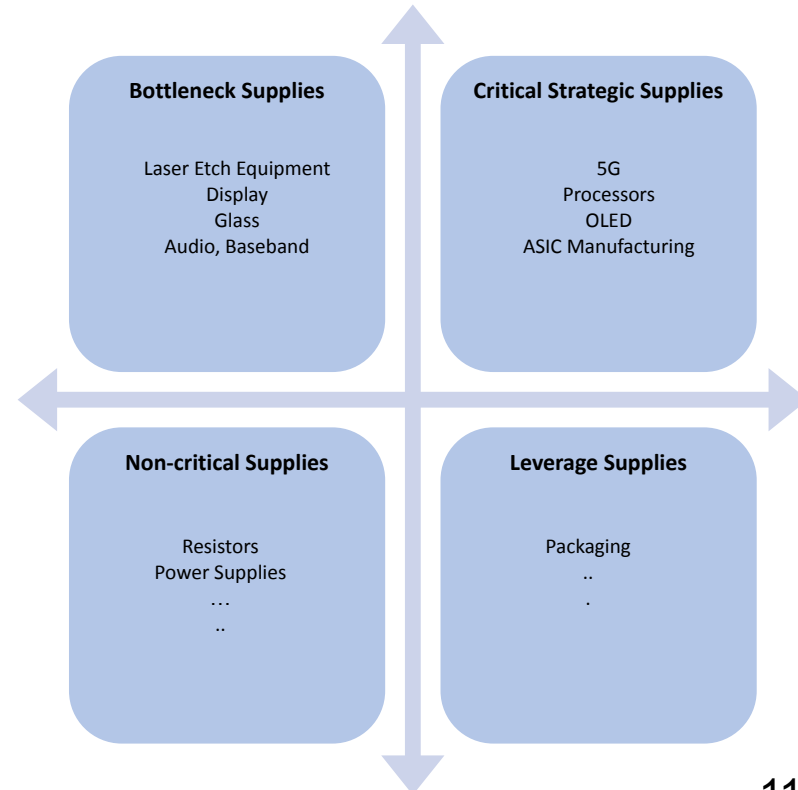 Bottleneck Supplies
Laser Etch Equipment
Display
Glass
Audio, Baseband
Critical Strategic Supplies
5G
Processors
OLED
ASIC Manufacturing
Non-critical Supplies
Resistors
Power Supplies
…
..
Leverage Supplies
Packaging
..
.
11